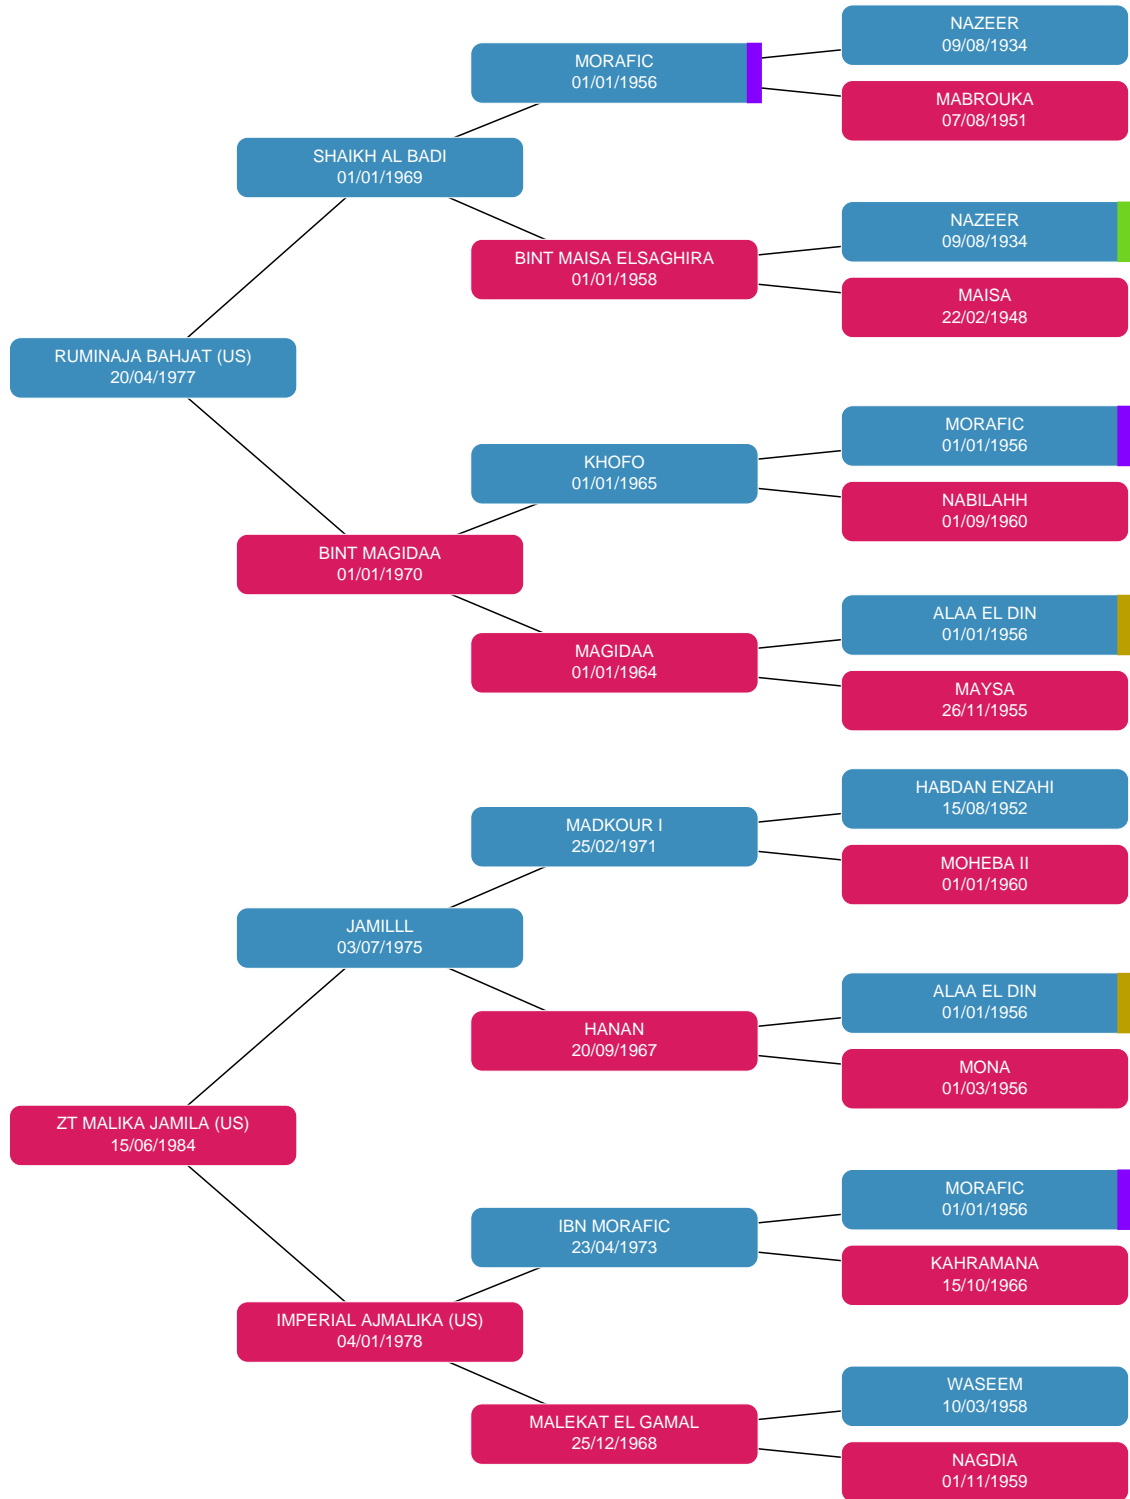 NAZEER
09/08/1934
MORAFIC
01/01/1956
MABROUKA
07/08/1951
SHAIKH AL BADI
01/01/1969
NAZEER
09/08/1934
BINT MAISA ELSAGHIRA
01/01/1958
MAISA
22/02/1948
RUMINAJA BAHJAT (US)
20/04/1977
MORAFIC
01/01/1956
KHOFO
01/01/1965
NABILAHH
01/09/1960
BINT MAGIDAA
01/01/1970
ALAA EL DIN
01/01/1956
MAGIDAA
01/01/1964
MAYSA
26/11/1955
HABDAN ENZAHI
15/08/1952
MADKOUR I
25/02/1971
MOHEBA II
01/01/1960
JAMILLL
03/07/1975
ALAA EL DIN
01/01/1956
HANAN
20/09/1967
MONA
01/03/1956
ZT MALIKA JAMILA (US)
15/06/1984
MORAFIC
01/01/1956
IBN MORAFIC
23/04/1973
KAHRAMANA
15/10/1966
IMPERIAL AJMALIKA (US)
04/01/1978
WASEEM
10/03/1958
MALEKAT EL GAMAL
25/12/1968
NAGDIA
01/11/1959